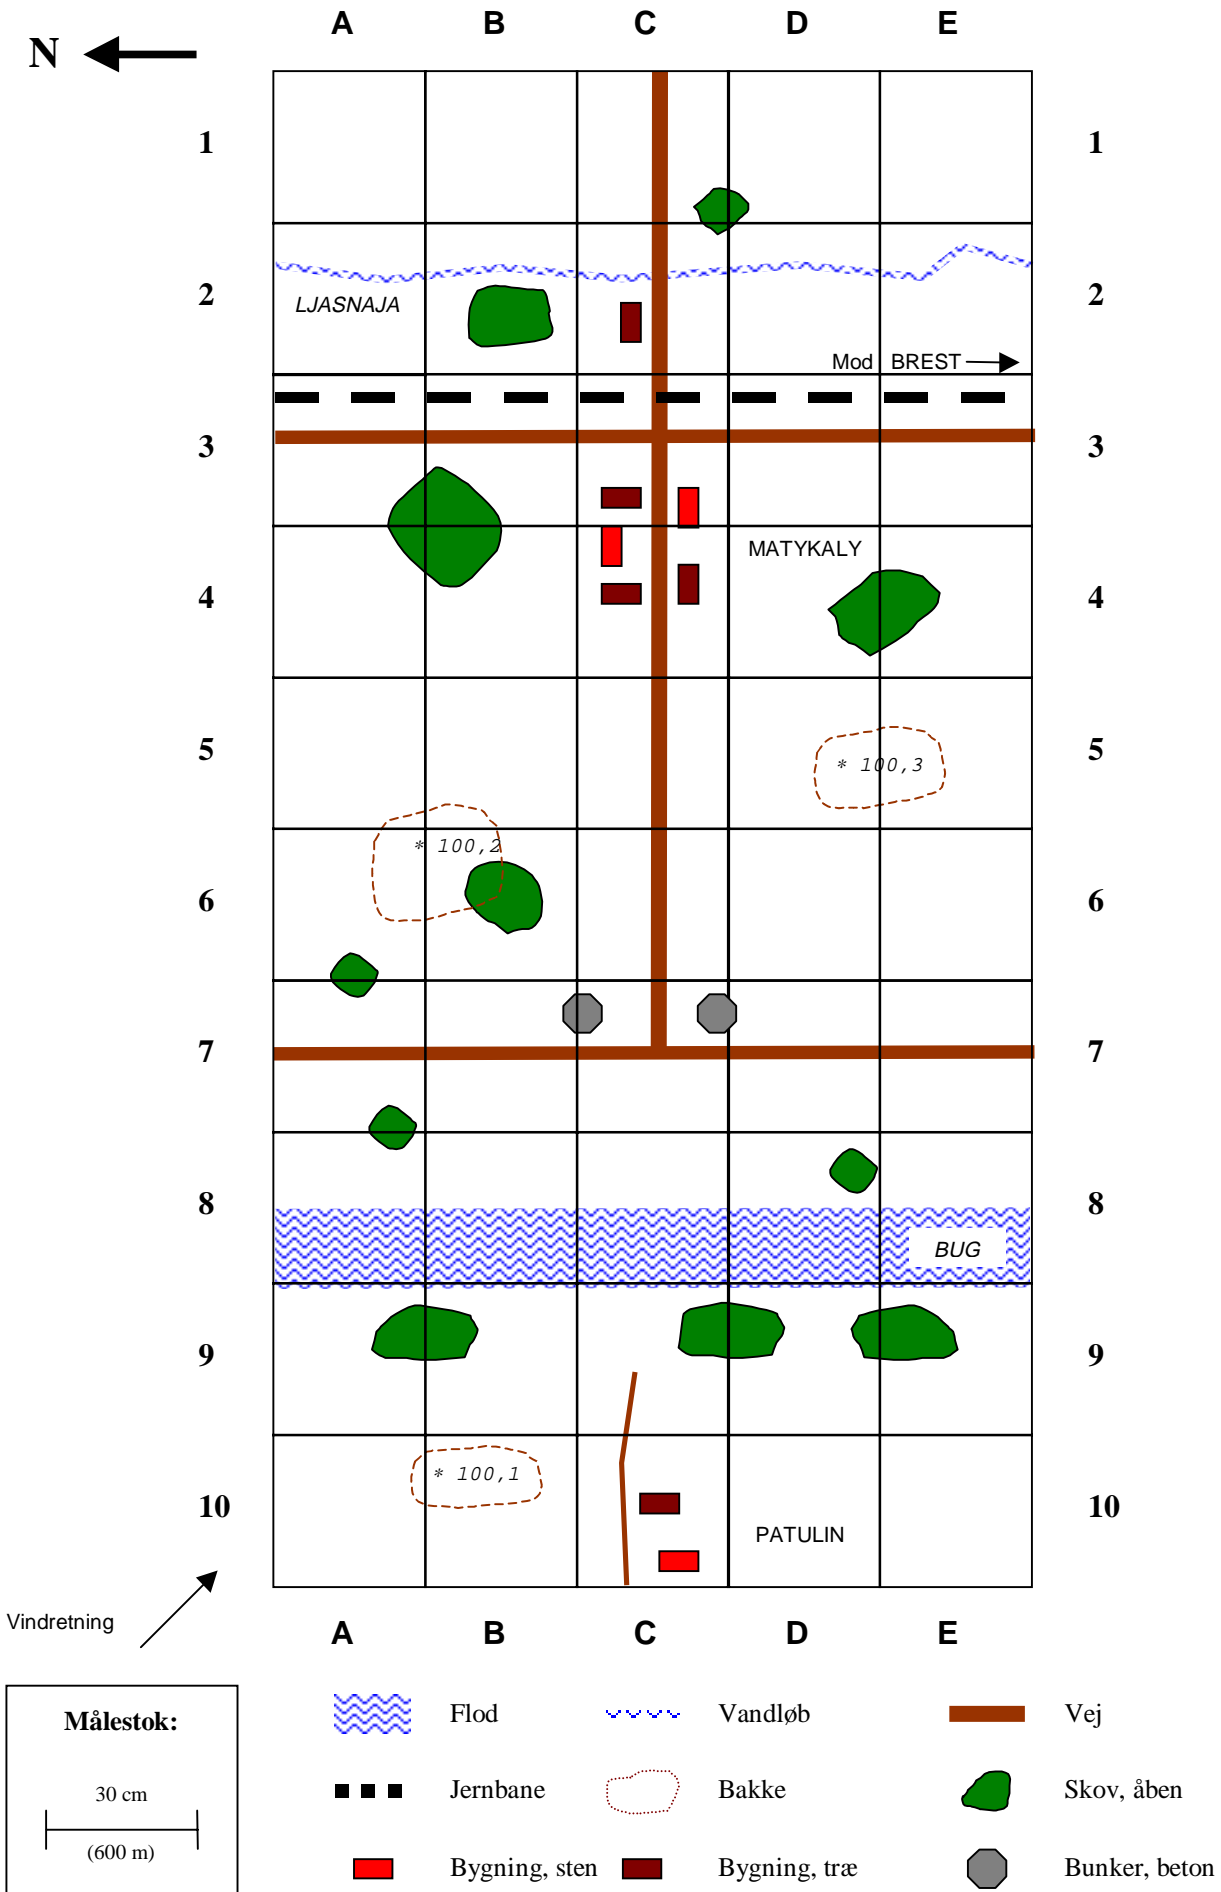 A B C D E
N
1 1
2 2
LJASNAJA
Mod BREST
3 3
MATYKALY
4 4
5 5
* 100,3
* 100,2
6 6
7 7
8 8
BUG
9 9
* 100,1
10 10
PATULIN
Vindretning
A B C D E
Målestok:
30 cm
(600 m)
Flod Vandløb Vej
Jernbane Bakke Skov, åben
Bygning, sten Bygning, træ Bunker, beton